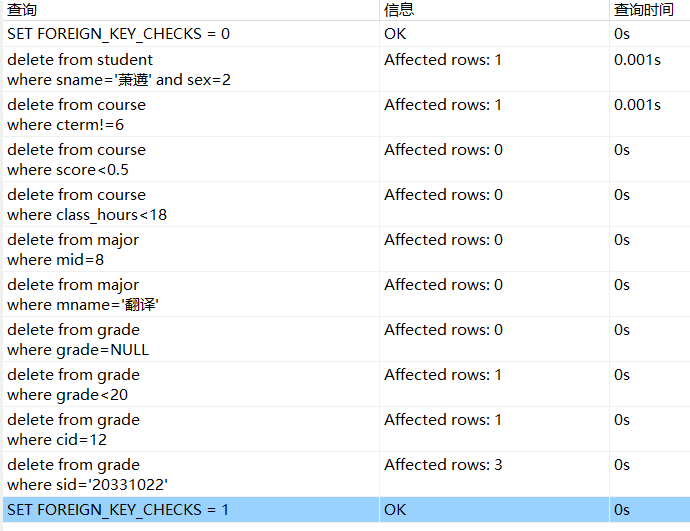 查询 信息 查询时间
SET FOREIGN_KEY_CHECKS = 0 OK 0s
delete from student Affected rows: 1 0.001s
where sname='萧遘' and sex=2
delete from course Affected rows: 1 0.001s
where cterm!=6
delete from course Affected rows: 0 0s
where score<0.5
delete from course Affected rows: 0 0s
where class_hours<18
delete from major Affected rows: 0 0s
where mid=8
delete from major Affected rows: 0 0s
where mname='翻译'
delete from grade Affected rows: 0 0s
where grade=NULL
delete from grade Affected rows: 1 0s
where grade<20
delete from grade Affected rows: 1 0s
where cid=12
delete from grade Affected rows: 3 0s
where sid='20331022'
SET FOREIGN_KEY_CHECKS = 1 OK 0s